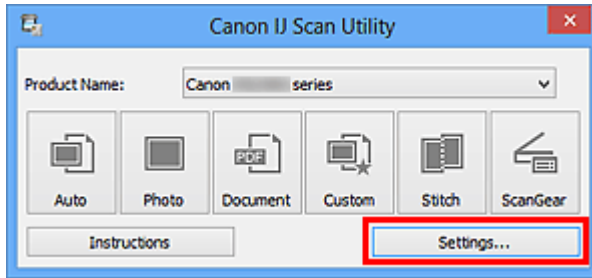 Canon IJ Scan Utility
Product Name: Canon series
PDF
Auto Photo Document Custom Stitch ScanGear
Instructions Settings...